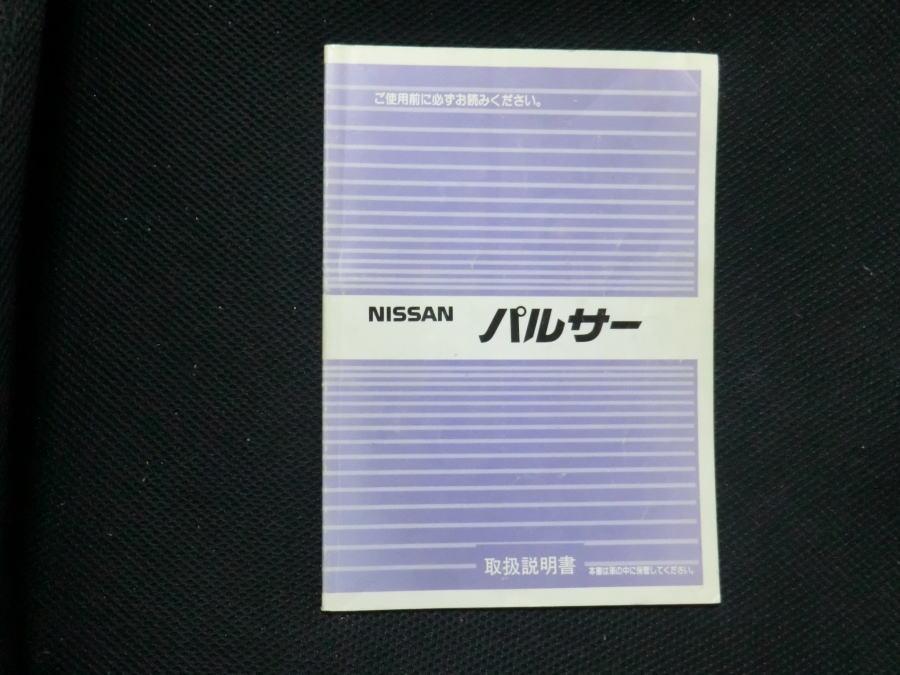 ご使用前に必ずお読みください。
NISSAN パルサー
取扱説明書 本書は車の中に保管してください。